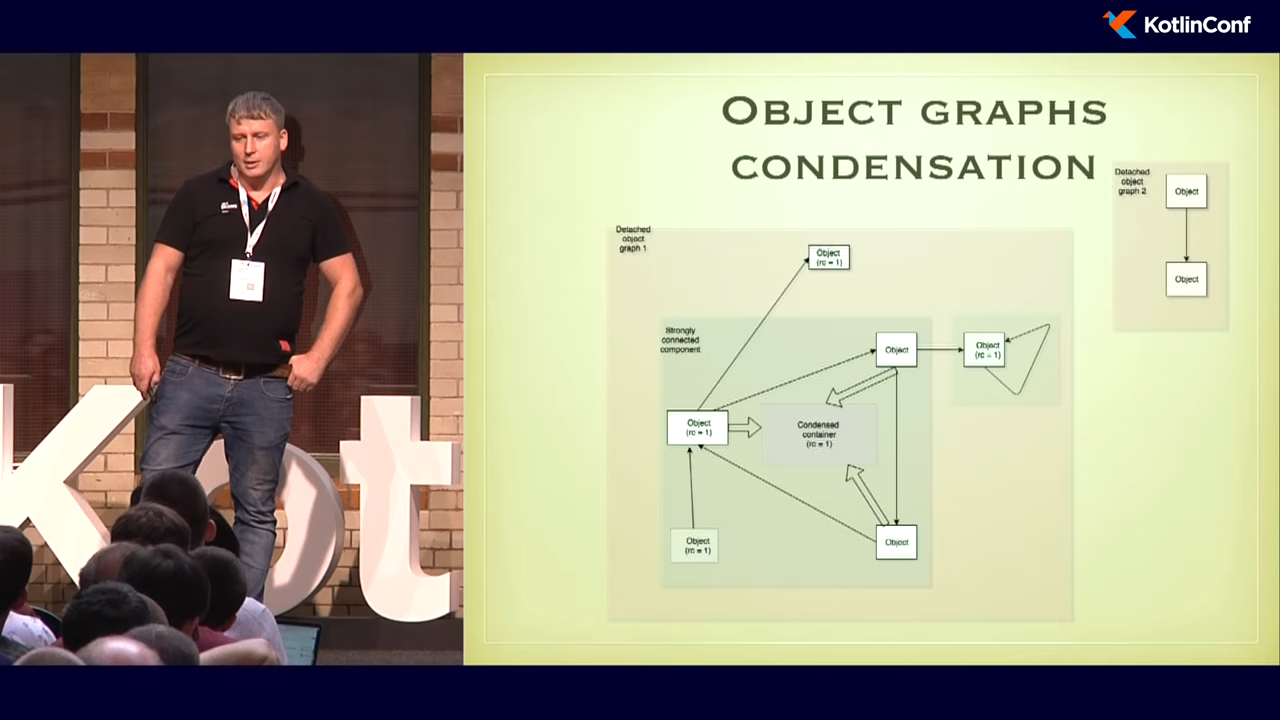 KotlinConf
OBJECT GRAPHS
CONDENSATION
Detached
object
graph 2
Object
Object
Detached
object
graph 1
Object
(rc = 1)
Strongly
connected
component
Object
Object
(rc = 1)
Object
(rc = 1)
Condensed
container
(rc = 1)
Object
(rc = 1)
Object
Kot